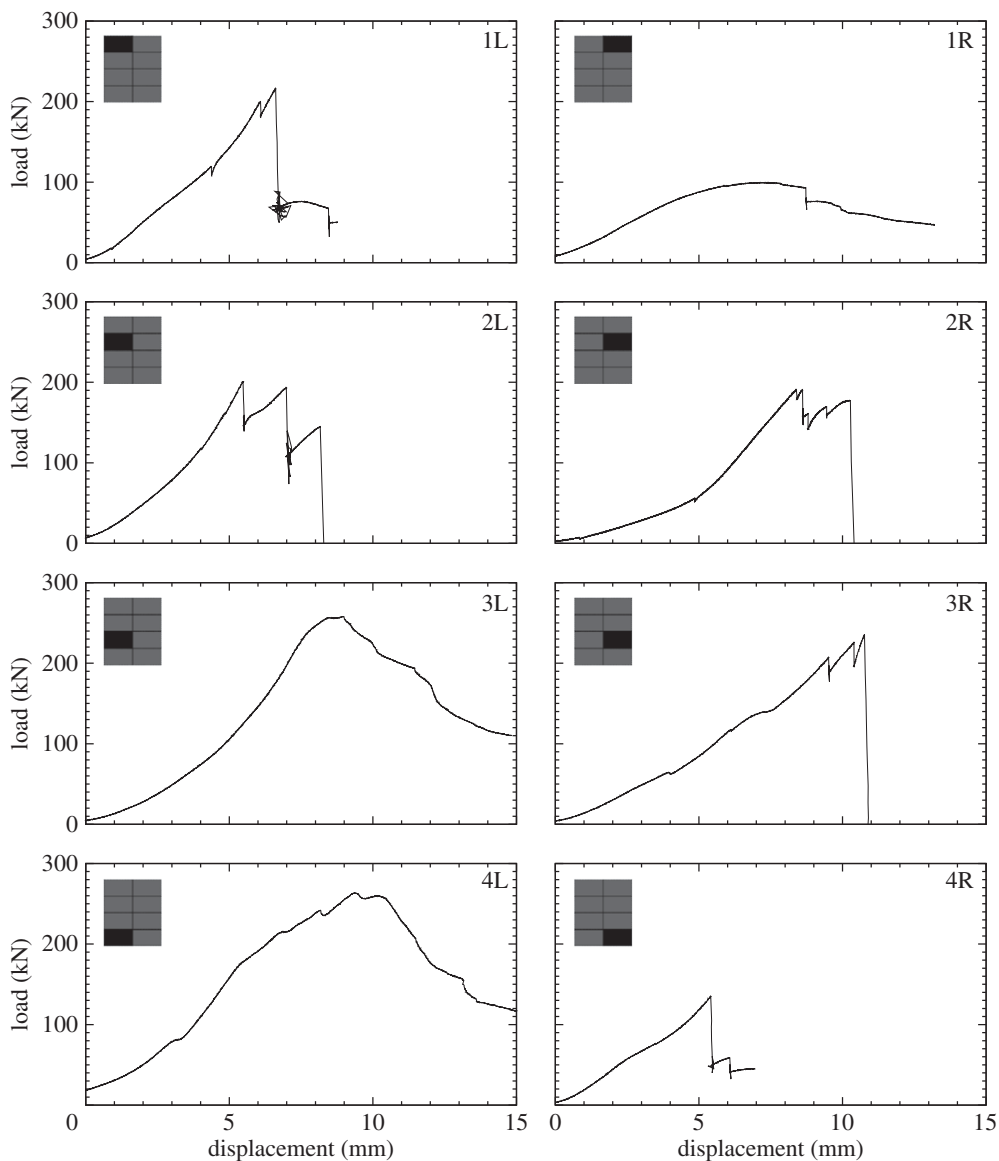 300 1L 1R
load (kN)
200
100
0
300 2L 2R
load (kN)
200
100
0
300 3L 3R
load (kN)
200
100
0
300 4L 4R
load (kN)
200
100
0 5 10 15 0 5 10 15
displacement (mm) displacement (mm)